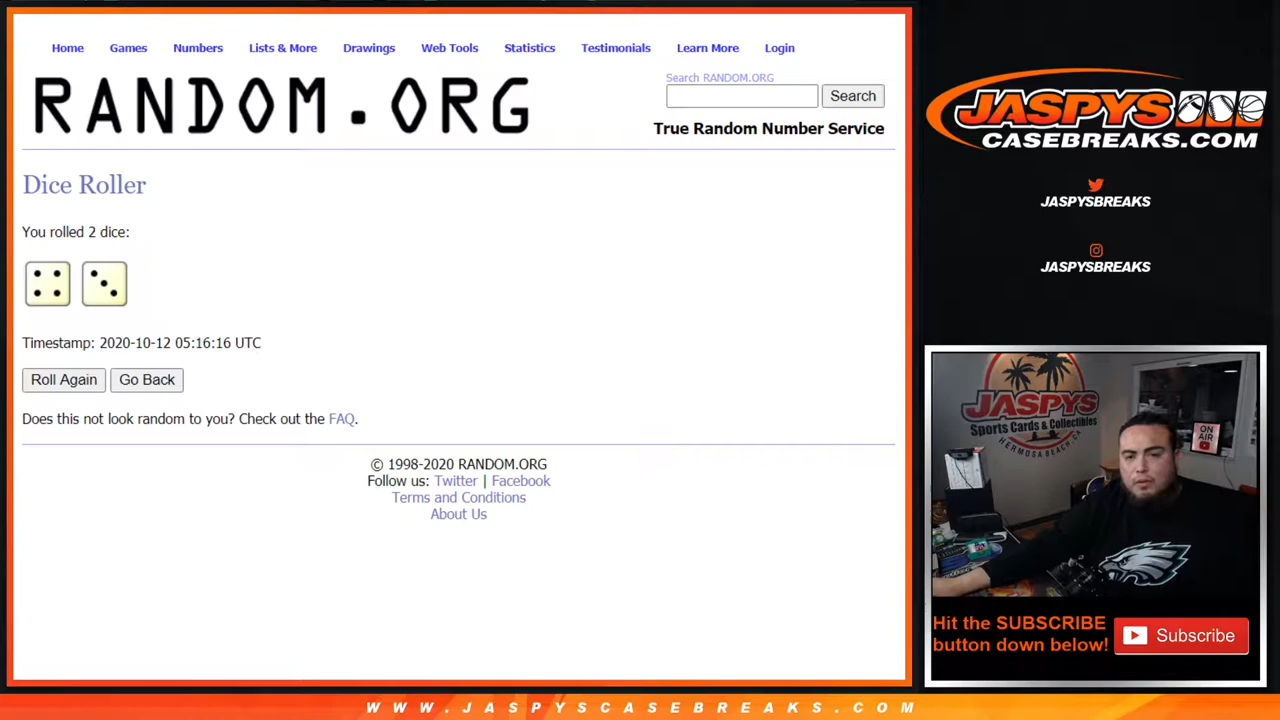 Home Games Numbers Lists & More Drawings Web Tools Statistics Testimonials Learn More Login
RANDOM.ORG
Search RANDOM.ORG
Search
True Random Number Service
Dice Roller
You rolled 2 dice:
Timestamp: 2020-10-12 05:16:16 UTC
Roll Again Go Back
Does this not look random to you? Check out the FAQ.
© 1998-2020 RANDOM.ORG
Follow us: Twitter | Facebook
Terms and Conditions
About Us
JASPYS
CASEBREAKS.COM
JASPYSBREAKS
JASPYSBREAKS
JASPYS
Sports Cards & Collectibles
HERMOSA BEACH, CA
ON
AIR
Hit the SUBSCRIBE
button down below!
Subscribe
WWW.JASPYSCASEBREAKS.COM